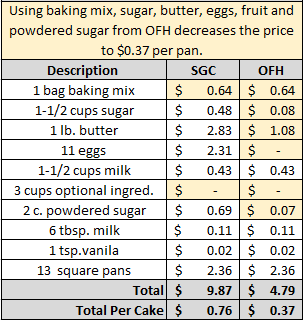 Using baking mix, sugar, butter, eggs, fruit and
powdered sugar from OFH decreases the price
to $0.37 per pan.
Description SGC OFH
1 bag baking mix $ 0.64 $ 0.64
1-1/2 cups sugar $ 0.48 $ 0.08
1 lb. butter $ 2.83 $ 1.08
11 eggs $ 2.31 $ -
1-1/2 cups milk $ 0.43 $ 0.43
3 cups optional ingred. $ - $ -
2 c. powdered sugar $ 0.69 $ 0.07
6 tbsp. milk $ 0.11 $ 0.11
1 tsp.vanila $ 0.02 $ 0.02
13 square pans $ 2.36 $ 2.36
Total $ 9.87 $ 4.79
Total Per Cake $ 0.76 $ 0.37